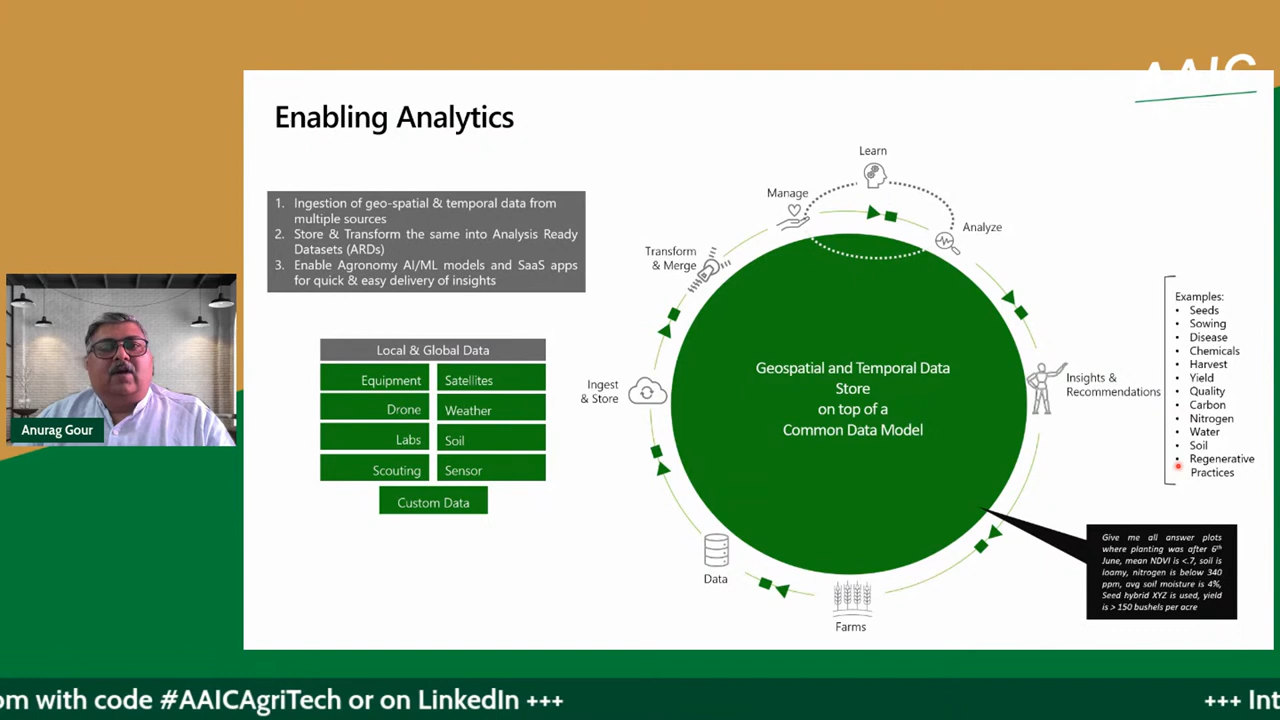 AAIC
Enabling Analytics
1. Ingestion of geo-spatial & temporal data from
multiple sources
2. Store & Transform the same into Analysis Ready
Datasets (ARDs)
3. Enable Agronomy AI/ML models and SaaS apps
for quick & easy delivery of insights
Local & Global Data
Equipment
Satellites
Drone
Weather
Labs
Soil
Scouting
Sensor
Custom Data
Learn
Manage
Analyze
Transform
& Merge
Ingest
& Store
Data
Farms
Insights &
Recommendations
Geospatial and Temporal Data
Store
on top of a
Common Data Model
Examples:
• Seeds
• Sowing
• Disease
• Chemicals
• Harvest
• Yield
• Quality
• Carbon
• Nitrogen
• Water
• Soil
• Regenerative
Practices
Give me all answer plots
where planting was after 6th
June, mean NDVI is <.7, soil is
loamy, nitrogen is below 340
ppm, avg soil moisture is 4%,
Seed hybrid XYZ is used, yield
is > 150 bushels per acre
Anurag Gour
om with code #AAICAgriTech or on LinkedIn +++
+++ Int